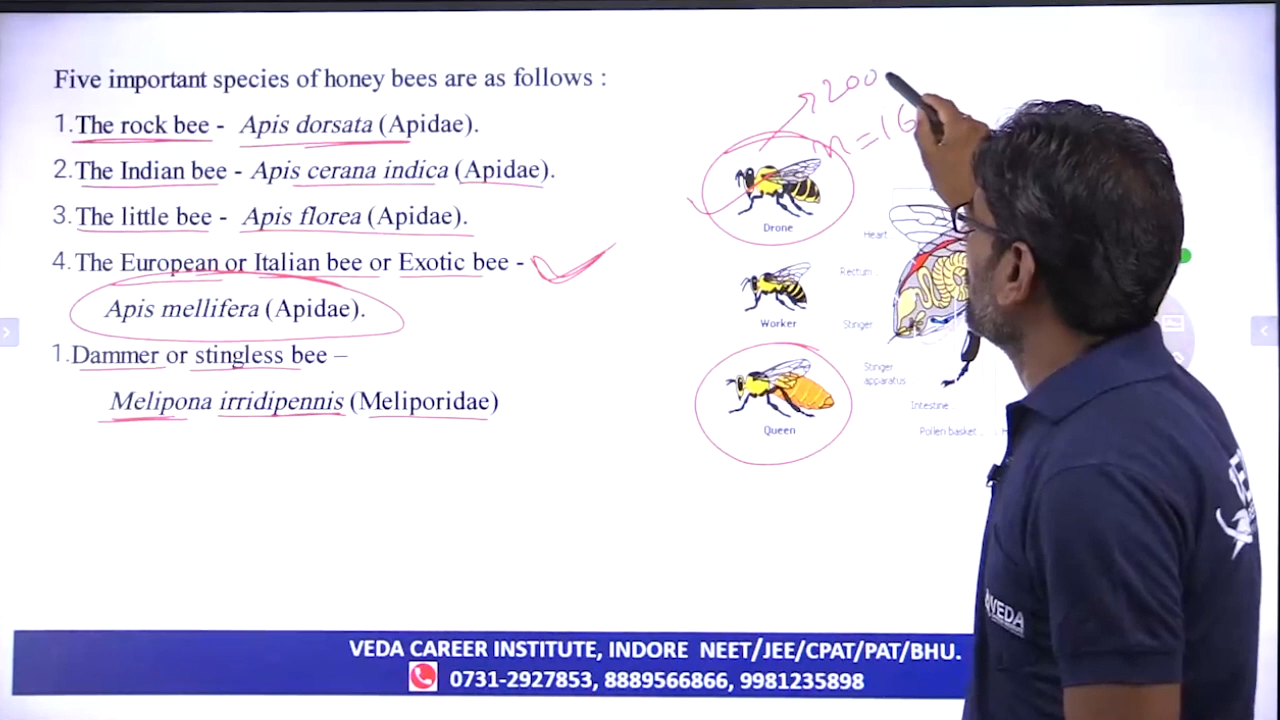 Five important species of honey bees are as follows :
1. The rock bee - Apis dorsata (Apidae).
2. The Indian bee - Apis cerana indica (Apidae).
3. The little bee - Apis florea (Apidae).
4. The European or Italian bee or Exotic bee -
Apis mellifera (Apidae).
1. Dammer or stingless bee –
Melipona irridipennis (Meliporidae)
200
n=16
Drone
Worker
Queen
Heart
Rectum
Stinger
Stinger
apparatus
Intestine
Pollen basket
VEDA
VEDA CAREER INSTITUTE, INDORE NEET/JEE/CPAT/PAT/BHU.
0731-2927853, 8889566866, 9981235898